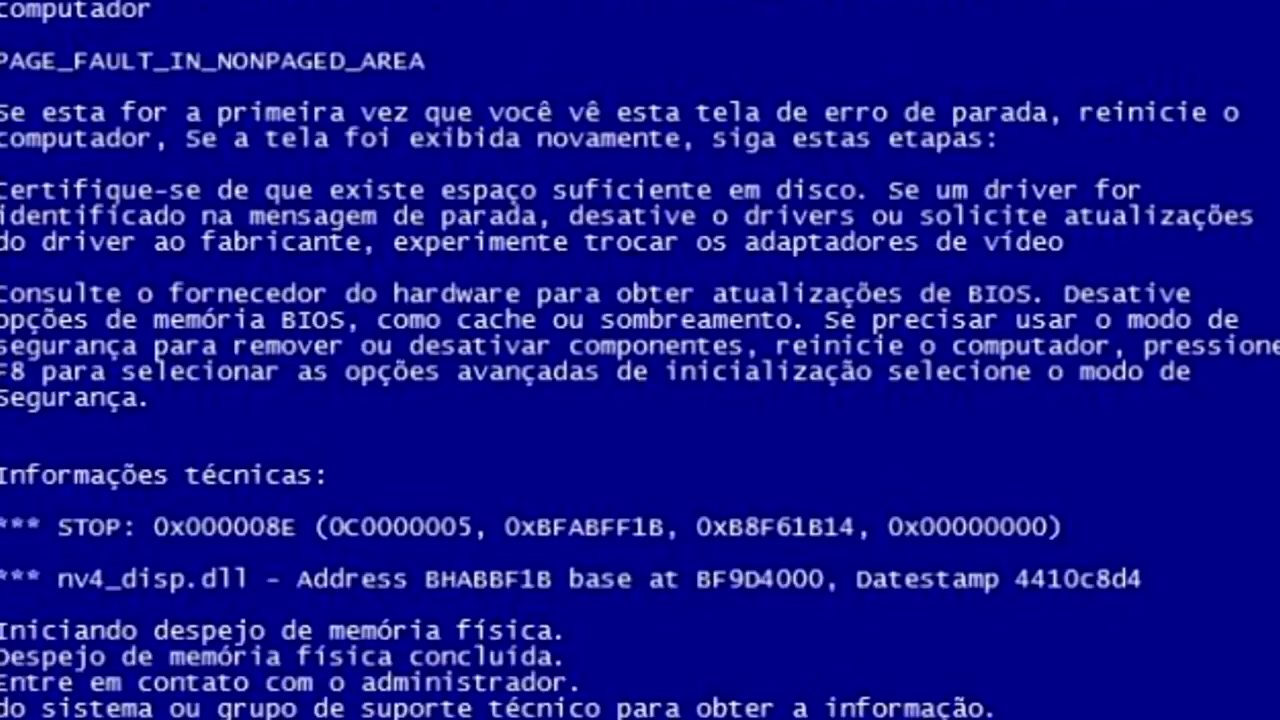 computador
PAGE_FAULT_IN_NONPAGED_AREA
Se esta for a primeira vez que você vê esta tela de erro de parada, reinicie o
computador, Se a tela foi exibida novamente, siga estas etapas:
Certifique-se de que existe espaço suficiente em disco. Se um driver for
identificado na mensagem de parada, desative o drivers ou solicite atualizações
do driver ao fabricante, experimente trocar os adaptadores de vídeo
Consulte o fornecedor do hardware para obter atualizações de BIOS. Desative
opções de memória BIOS, como cache ou sombreamento. Se precisar usar o modo de
segurança para remover ou desativar componentes, reinicie o computador, pressione
F8 para selecionar as opções avançadas de inicialização selecione o modo de
Segurança.
Informações técnicas:
*** STOP: 0x000008E (0C0000005, 0xBFABFF1B, 0xB8F61B14, 0x00000000)
*** nv4_disp.dll - Address BHABBF1B base at BF9D4000, Datestamp 4410c8d4
Iniciando despejo de memória física.
Despejo de memória física concluída.
Entre em contato com o administrador.
do sistema ou grupo de suporte técnico para obter a informação.